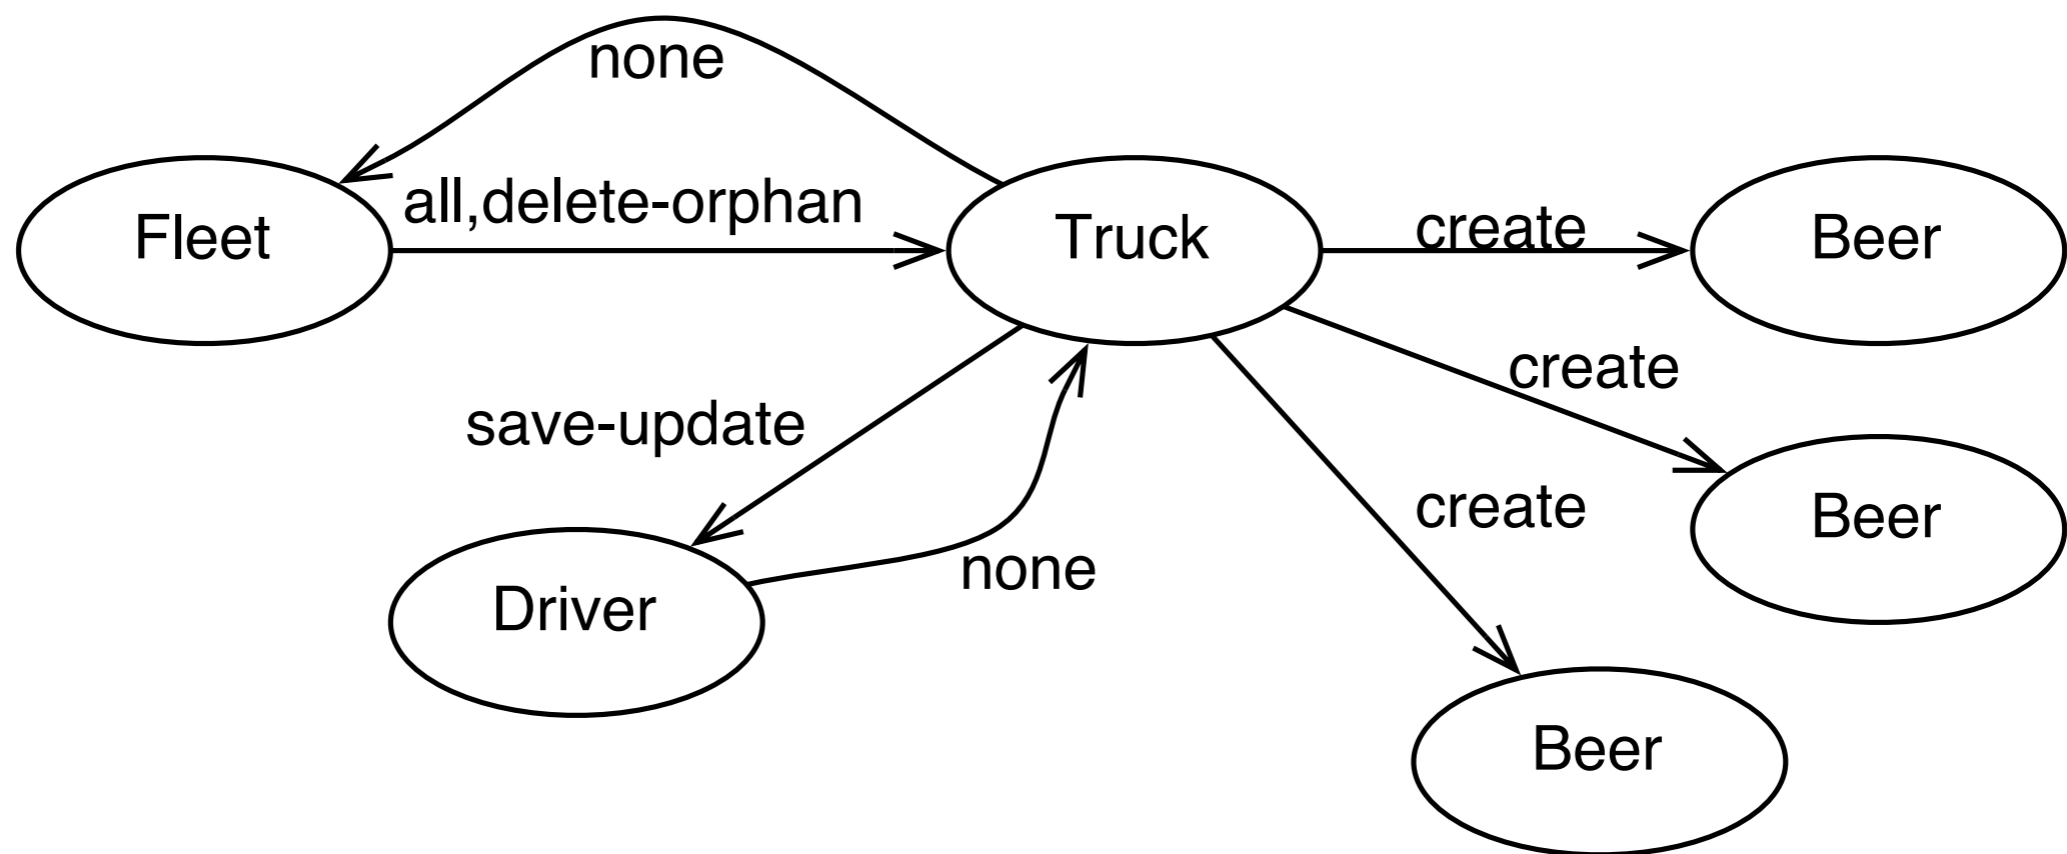 none
all,delete-orphan
Fleet
Truck
create
Beer
create
save-update
create
Beer
none
Driver
Beer